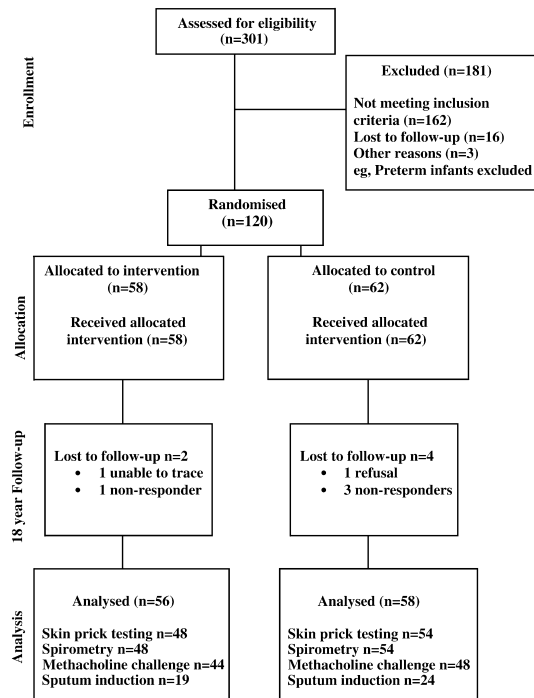 Assessed for eligibility
(n=301)
Enrollment
Excluded (n=181)
Not meeting inclusion
criteria (n=162)
Lost to follow-up (n=16)
Other reasons (n=3)
eg, Preterm infants excluded
Randomised
(n=120)
Allocation
Allocated to intervention
(n=58)
Received allocated
intervention (n=58)
Allocated to control
(n=62)
Received allocated
intervention (n=62)
18 year Follow-up
Lost to follow-up n=2
• 1 unable to trace
• 1 non-responder
Lost to follow-up n=4
• 1 refusal
• 3 non-responders
Analysis
Analysed (n=56)
Skin prick testing n=48
Spirometry n=48
Methacholine challenge n=44
Sputum induction n=19
Analysed (n=58)
Skin prick testing n=54
Spirometry n=54
Methacholine challenge n=48
Sputum induction n=24